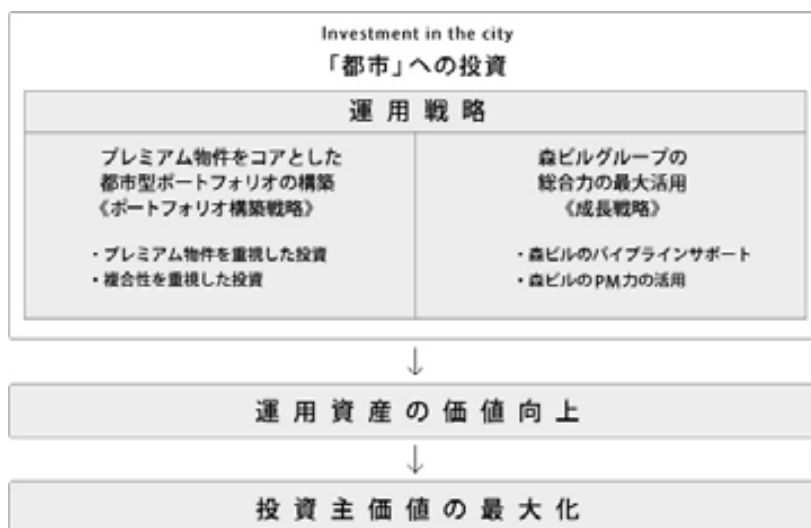 Investment in the city
「都市」への投資
運用戦略
プレミアム物件をコアとした
都市型ポートフォリオの構築
《ポートフォリオ構築戦略》
・プレミアム物件を重視した投資
・複合性を重視した投資
森ビルグループの
総合力の最大活用
《成長戦略》
・森ビルのパイプラインサポート
・森ビルのPM力の活用
↓
運用資産の価値向上
↓
投資主価値の最大化